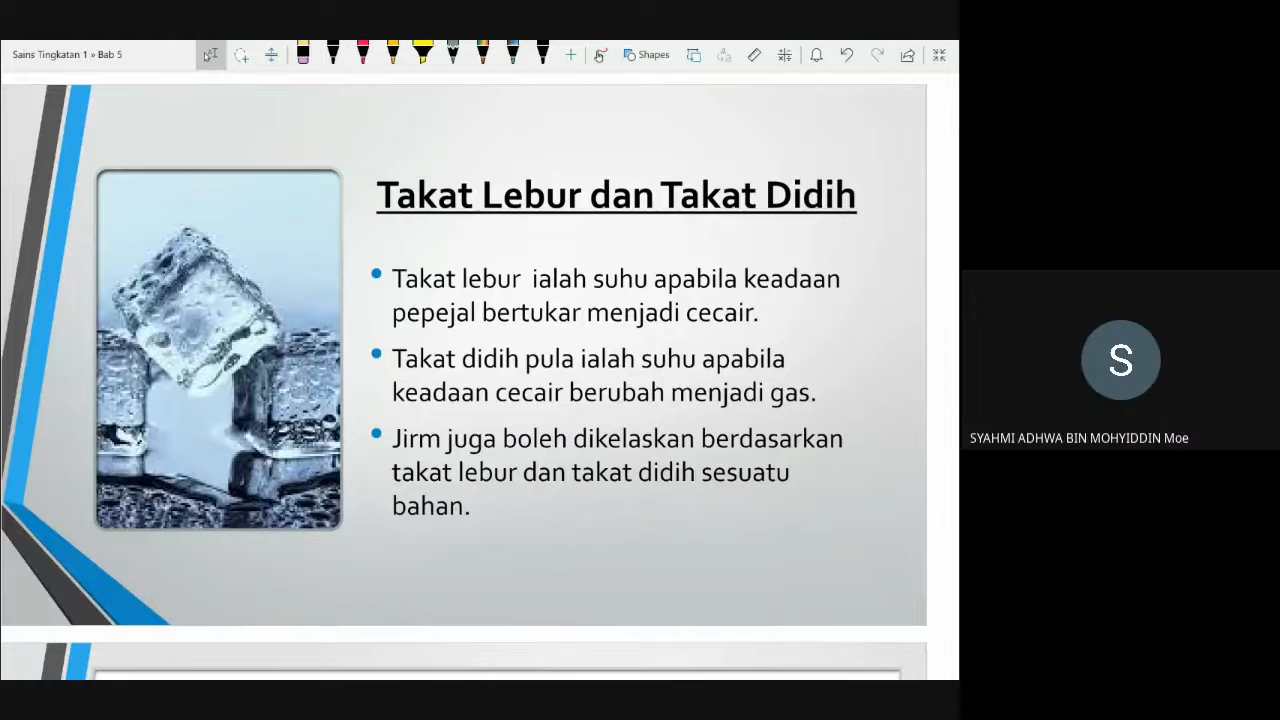 Sains Tingkatan 1 » Bab 5
Shapes
Takat Lebur dan Takat Didih
Takat lebur ialah suhu apabila keadaan
pepejal bertukar menjadi cecair.
Takat didih pula ialah suhu apabila
keadaan cecair berubah menjadi gas.
Jirm juga boleh dikelaskan berdasarkan
takat lebur dan takat didih sesuatu
bahan.
S
SYAHMI ADHWA BIN MOHYIDDIN Moe